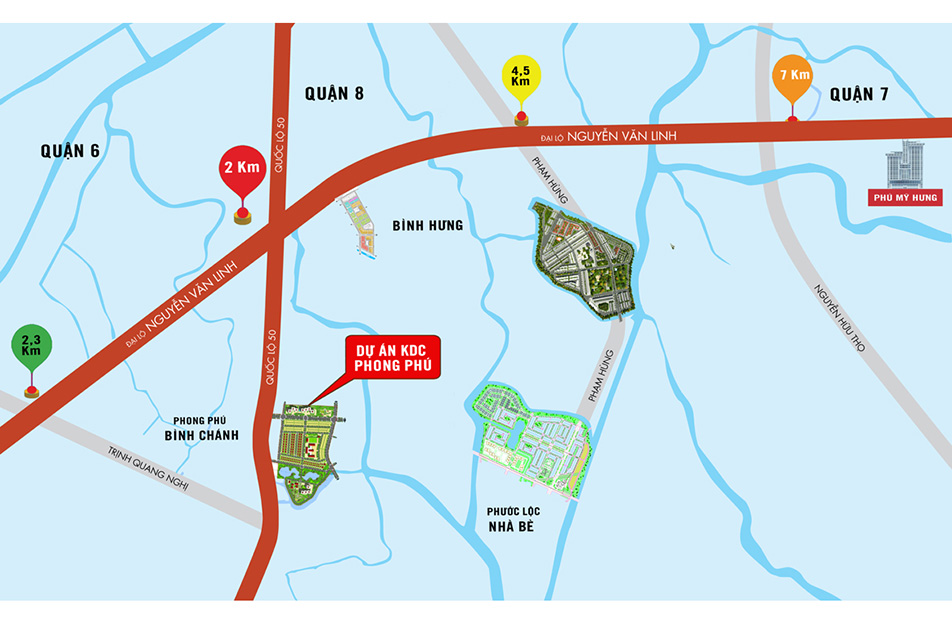 QUẬN 8
4,5
Km
7 Km
QUẬN 7
QUẬN 6
QUỐC LỘ 50
ĐẠI LỘ NGUYỄN VĂN LINH
2 Km
PHẠM HÙNG
PHÚ MỸ HƯNG
BÌNH HƯNG
ĐẠI LỘ NGUYỄN VĂN LINH
2,3
Km
QUỐC LỘ 50
DỰ ÁN KDC
PHONG PHÚ
NGUYỄN HỮU THỌ
PHẠM HÙNG
PHONG PHÚ
BÌNH CHÁNH
TRỊNH QUANG NGHỊ
PHƯỚC LỘC
NHÀ BÈ